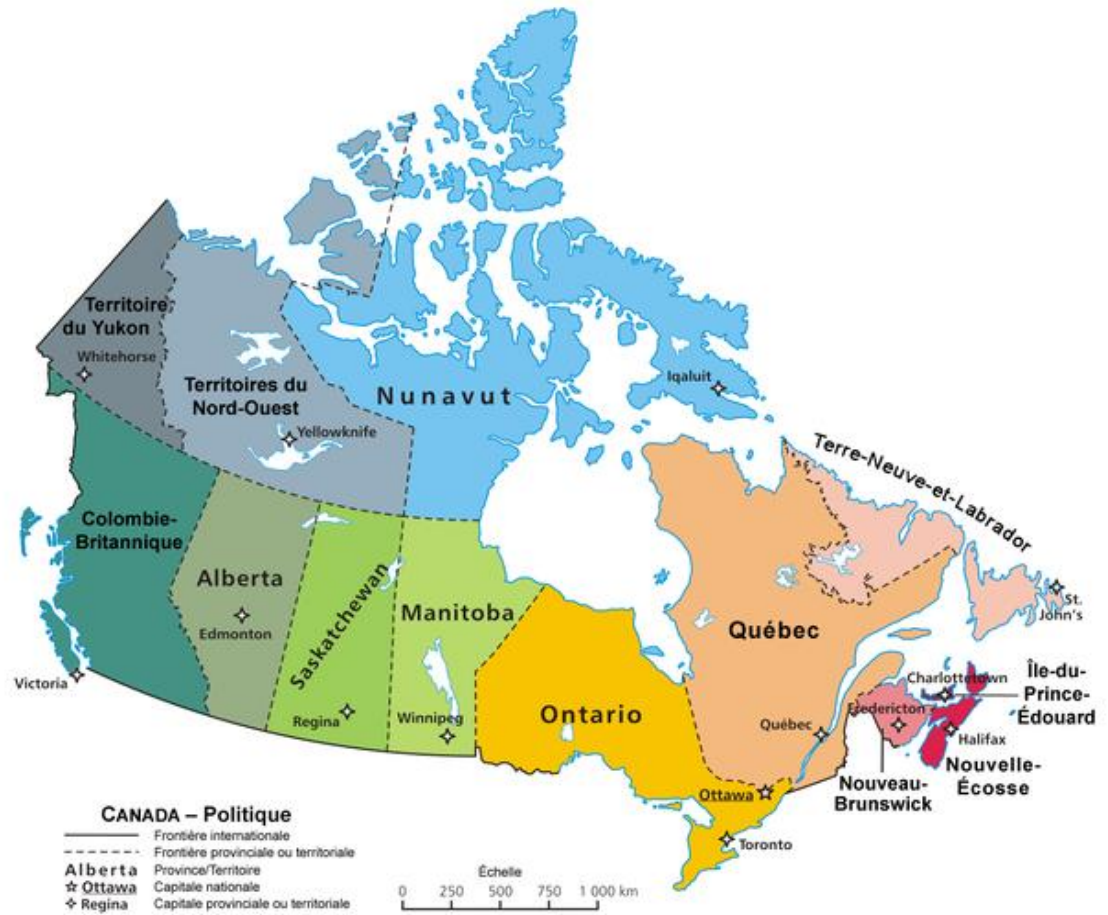 Territoire
du Yukon
Whitehorse
Territoires du
Nord-Ouest
Yellowknife
Nunavut
Iqaluit
Terre-Neuve-et-Labrador
St.
John's
Colombie-
Britannique
Victoria
Alberta
Edmonton
Saskatchewan
Regina
Manitoba
Winnipeg
Ontario
Ottawa
Toronto
Québec
Québec
Charlottetown
Île-du-
Prince-
Édouard
Fredericton
Halifax
Nouvelle-
Écosse
Nouveau-
Brunswick
CANADA – Politique
Frontière internationale
Frontière provinciale ou territoriale
Alberta Province/Territoire
Ottawa Capitale nationale
Regina Capitale provinciale ou territoriale
Échelle
0 250 500 750 1 000 km